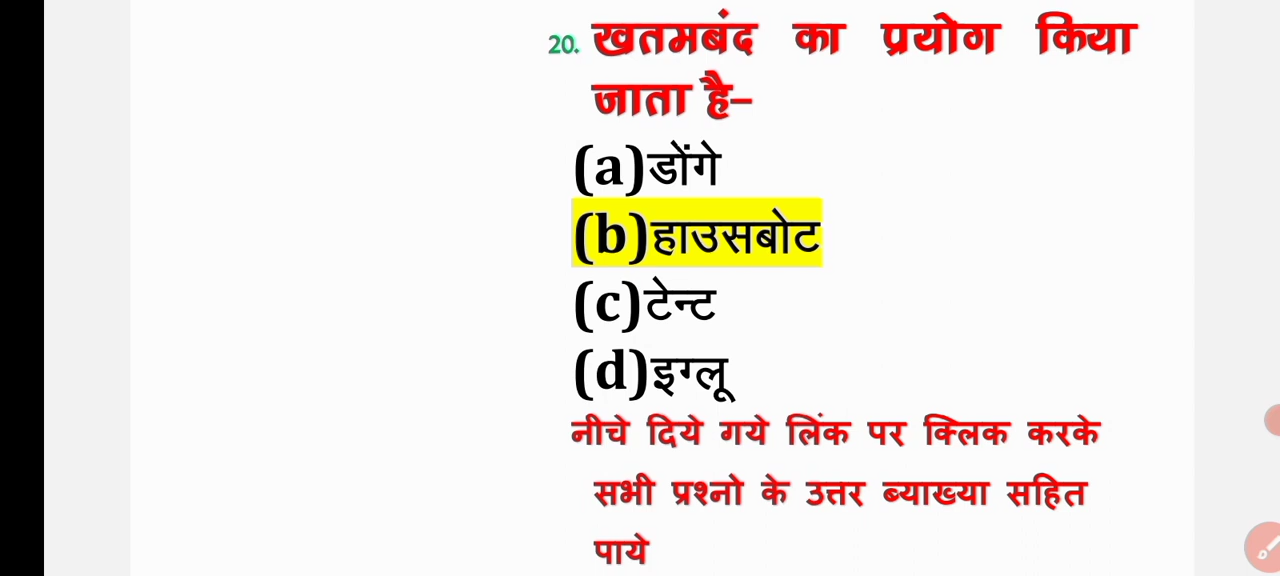 20. खतमबंद का प्रयोग किया
जाता है–
(a)डोंगे
(b)हाउसबोट
(c)टेन्ट
(d)इग्लू
नीचे दिये गये लिंक पर क्लिक करके
सभी प्रश्नो के उत्तर ब्याख्या सहित
पाये